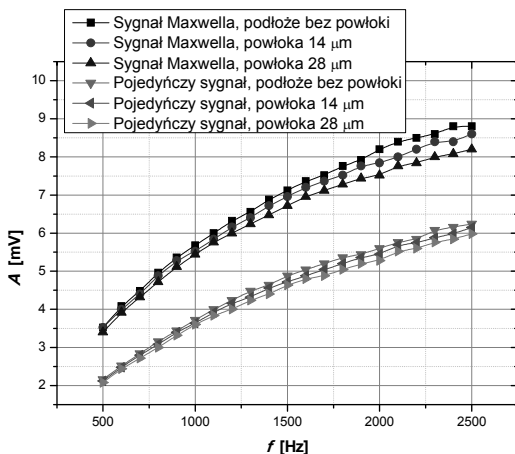 Sygnał Maxwella, podłoże bez powłoki
Sygnał Maxwella, powłoka 14 μm
Sygnał Maxwella, powłoka 28 μm
Pojedyńczy sygnał, podłoże bez powłoki
Pojedyńczy sygnał, powłoka 14 μm
Pojedyńczy sygnał, powłoka 28 μm
10
9
8
7
6
5
4
3
2
A [mV]
500 1000 1500 2000 2500
f [Hz]